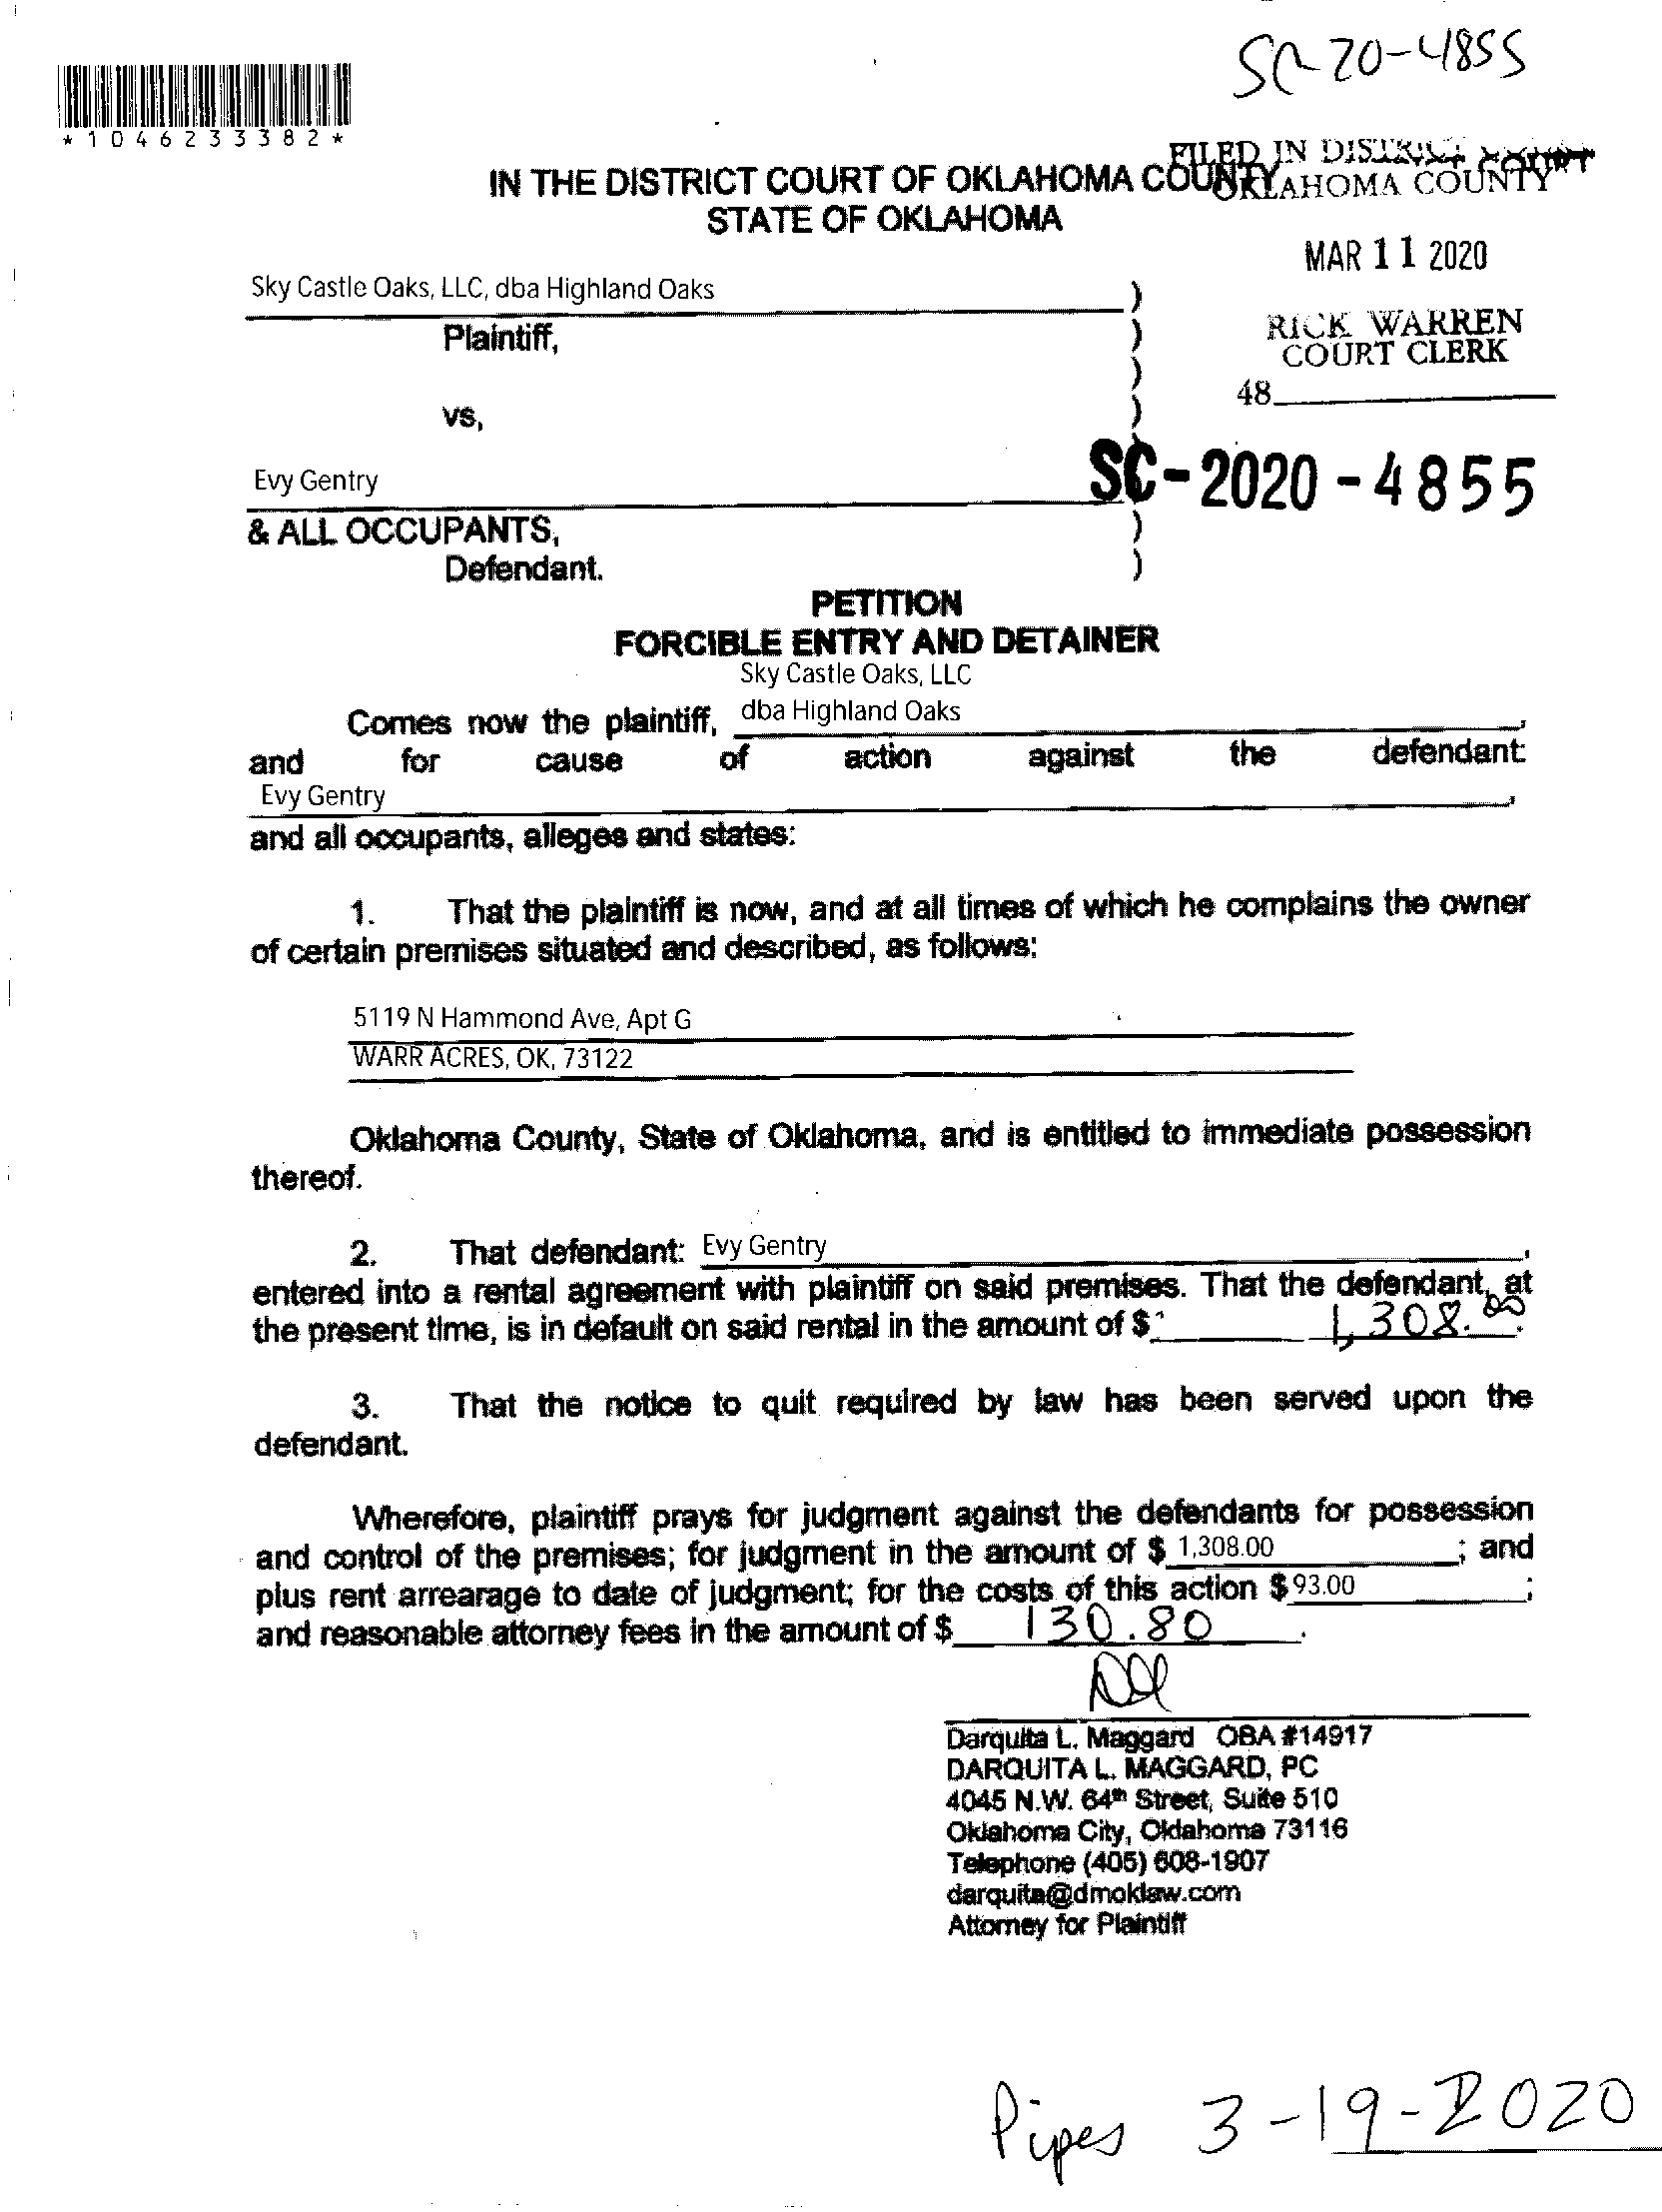 SC-20-4855
*1046233382*
FILED IN DISTRICT COURT
IN THE DISTRICT COURT OF OKLAHOMA COUNTY
OKLAHOMA COUNTY
STATE OF OKLAHOMA
MAR 11 2020
Sky Castle Oaks, LLC, dba Highland Oaks )
Plaintiff, )
RICK WARREN
COURT CLERK
)
48
vs, )
Evy Gentry
SC-2020-4855
& ALL OCCUPANTS, )
Defendant. )
PETITION
FORCIBLE ENTRY AND DETAINER
Sky Castle Oaks, LLC
Comes now the plaintiff, dba Highland Oaks ,
and for cause of action against the defendant:
Evy Gentry ,
and all occupants, alleges and states:
1. That the plaintiff is now, and at all times of which he complains the owner
of certain premises situated and described, as follows:
5119 N Hammond Ave, Apt G
WARR ACRES, OK, 73122
Oklahoma County, State of Oklahoma, and is entitled to immediate possession
thereof.
2. That defendant: Evy Gentry ,
entered into a rental agreement with plaintiff on said premises. That the defendant, at
the present time, is in default on said rental in the amount of $ 1,308.00.
3. That the notice to quit required by law has been served upon the
defendant.
Wherefore, plaintiff prays for judgment against the defendants for possession
and control of the premises; for judgment in the amount of $ 1,308.00 ; and
plus rent arrearage to date of judgment; for the costs of this action $ 93.00 ;
and reasonable attorney fees in the amount of $ 130.80 .
Darquita L. Maggard OBA #14917
DARQUITA L. MAGGARD, PC
4045 N.W. 64th Street, Suite 510
Oklahoma City, Oklahoma 73116
Telephone (405) 608-1907
darquita@dmoklaw.com
Attorney for Plaintiff
Pipes 3-19-2020